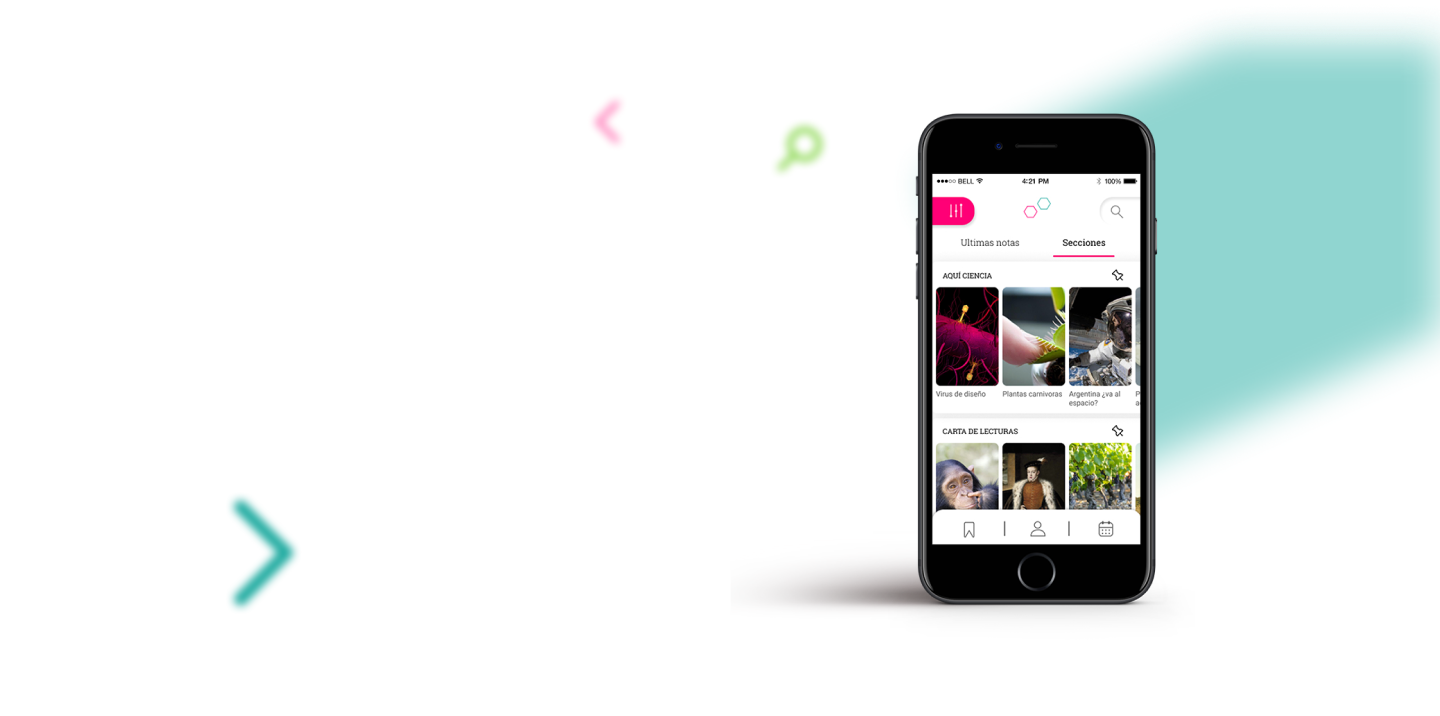 BELL
4:21 PM
100%
Ultimas notas
Secciones
AQUÍ CIENCIA
Virus de diseño
Plantas carnivoras
Argentina ¿va al
espacio?
CARTA DE LECTURAS